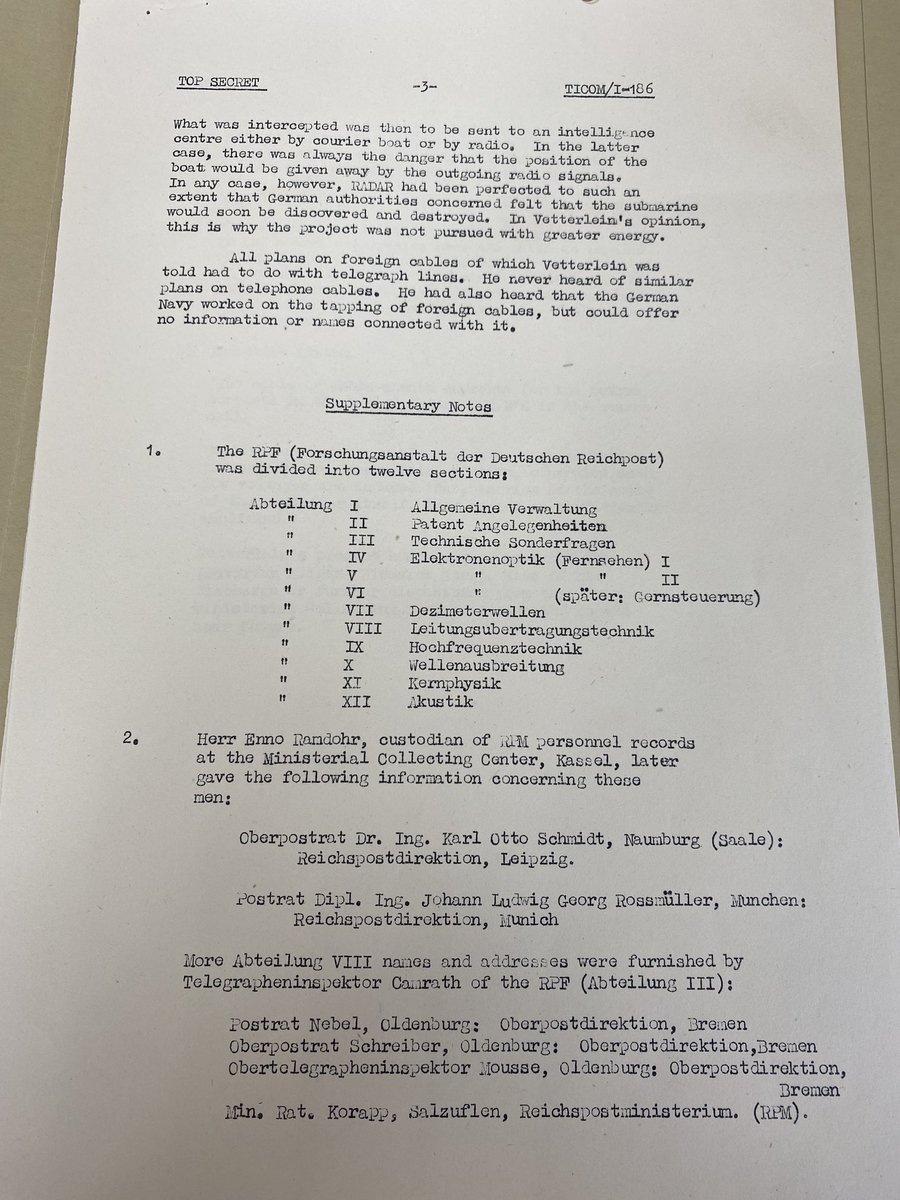 TOP SECRET -3- TICOM/I-186
What was intercepted was then to be sent to an intelligence
centre either by courier boat or by radio. In the latter
case, there was always the danger that the position of the
boat would be given away by the outgoing radio signals.
In any case, however, RADAR had been perfected to such an
extent that German authorities concerned felt that the submarine
would soon be discovered and destroyed. In Vetterlein's opinion,
this is why the project was not pursued with greater energy.
All plans on foreign cables of which Vetterlein was
told had to do with telegraph lines. He never heard of similar
plans on telephone cables. He had also heard that the German
Navy worked on the tapping of foreign cables, but could offer
no information or names connected with it.
Supplementary Notes
1. The RPF (Forschungsanstalt der Deutschen Reichpost)
was divided into twelve sections:
Abteilung I Allgemeine Verwaltung
" II Patent Angelegenheiten
" III Technische Sonderfragen
" IV Elektronenoptik (Fernsehen) I
" V " " II
" VI " (später: Gernsteuerung)
" VII Dezimeterwellen
" VIII Leitungsubertragungstechnik
" IX Hochfrequenztechnik
" X Wellenausbreitung
" XI Kernphysik
" XII Akustik
2. Herr Enno Ramdohr, custodian of RPM personnel records
at the Ministerial Collecting Center, Kassel, later
gave the following information concerning these
men:
Oberpostrat Dr. Ing. Karl Otto Schmidt, Naumburg (Saale):
Reichspostdirektion, Leipzig.
Postrat Dipl. Ing. Johann Ludwig Georg Rossmüller, Munchen:
Reichspostdirektion, Munich
More Abteilung VIII names and addresses were furnished by
Telegrapheninspektor Camrath of the RPF (Abteilung III):
Postrat Nebel, Oldenburg: Oberpostdirektion, Bremen
Oberpostrat Schreiber, Oldenburg: Oberpostdirektion,Bremen
Obertelegrapheninspektor Mousse, Oldenburg: Oberpostdirektion,
Bremen
Min. Rat. Korapp, Salzuflen, Reichspostministerium. (RPM).